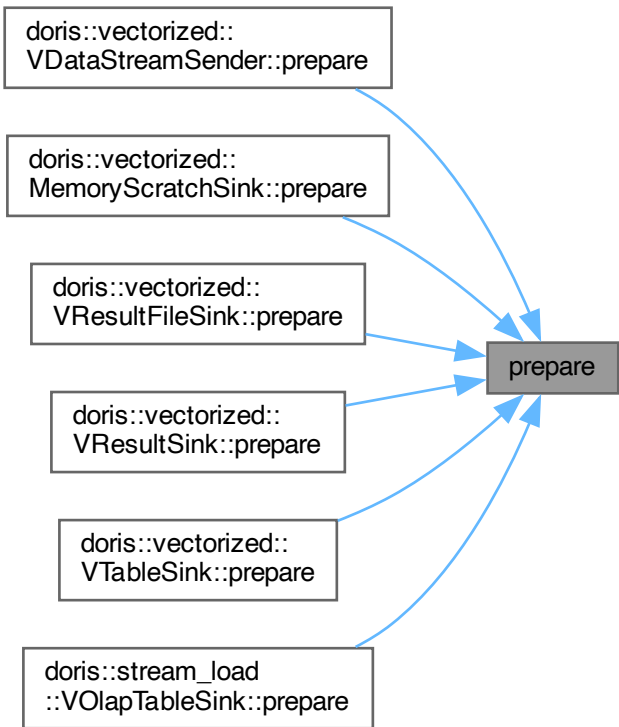 doris::vectorized::
VDataStreamSender::prepare
doris::vectorized::
MemoryScratchSink::prepare
doris::vectorized::
VResultFileSink::prepare
prepare
doris::vectorized::
VResultSink::prepare
doris::vectorized::
VTableSink::prepare
doris::stream_load
::VOlapTableSink::prepare